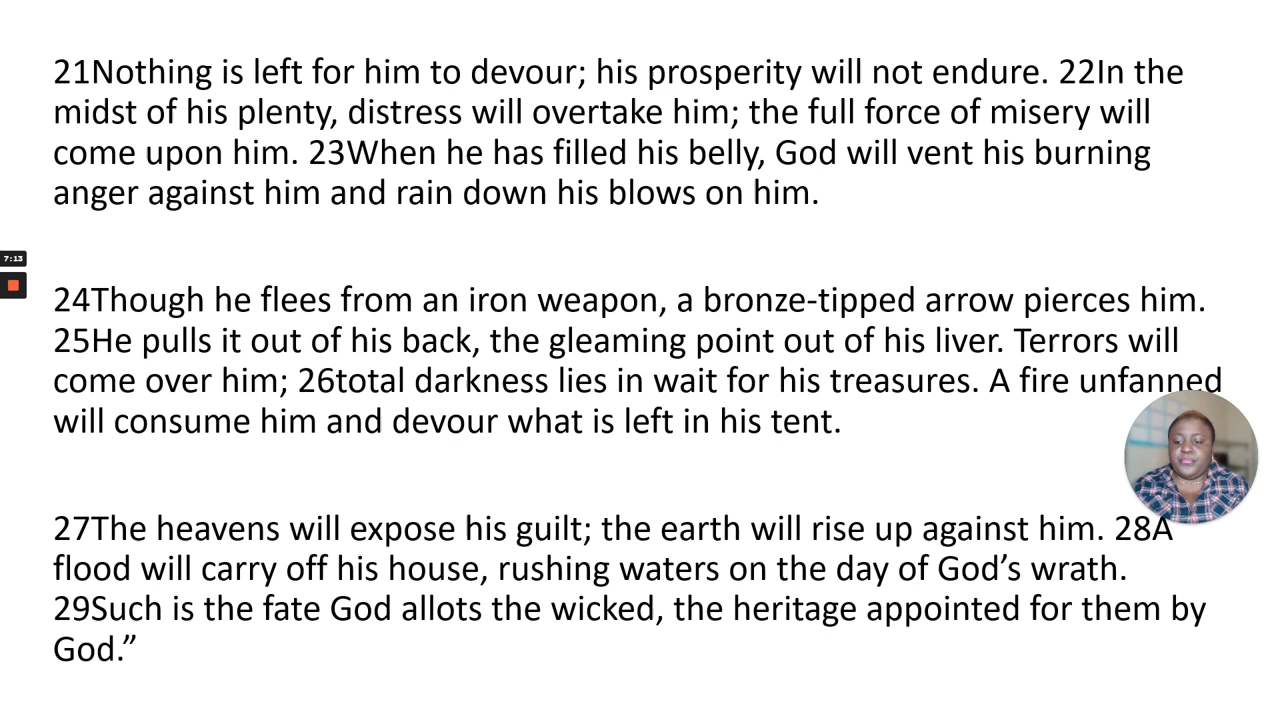 21Nothing is left for him to devour; his prosperity will not endure. 22In the
midst of his plenty, distress will overtake him; the full force of misery will
come upon him. 23When he has filled his belly, God will vent his burning
anger against him and rain down his blows on him.
7:13
24Though he flees from an iron weapon, a bronze-tipped arrow pierces him.
25He pulls it out of his back, the gleaming point out of his liver. Terrors will
come over him; 26total darkness lies in wait for his treasures. A fire unfanned
will consume him and devour what is left in his tent.
27The heavens will expose his guilt; the earth will rise up against him. 28A
flood will carry off his house, rushing waters on the day of God’s wrath.
29Such is the fate God allots the wicked, the heritage appointed for them by
God.”